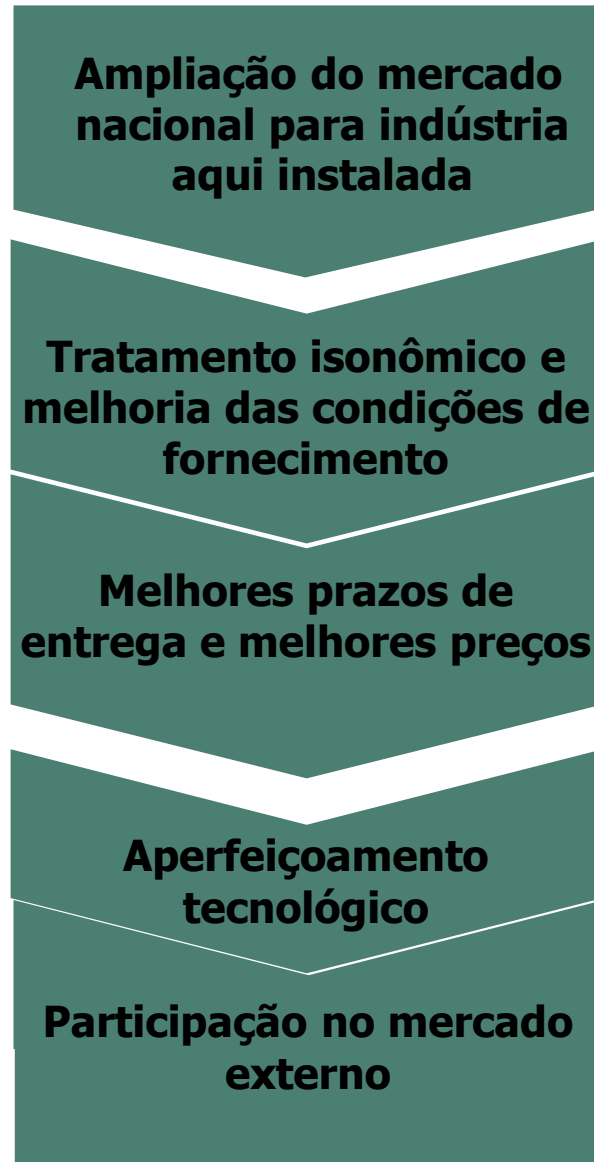 Ampliação do mercado
nacional para indústria
aqui instalada
Tratamento isonômico e
melhoria das condições de
fornecimento
Melhores prazos de
entrega e melhores preços
Aperfeiçoamento
tecnológico
Participação no mercado
externo